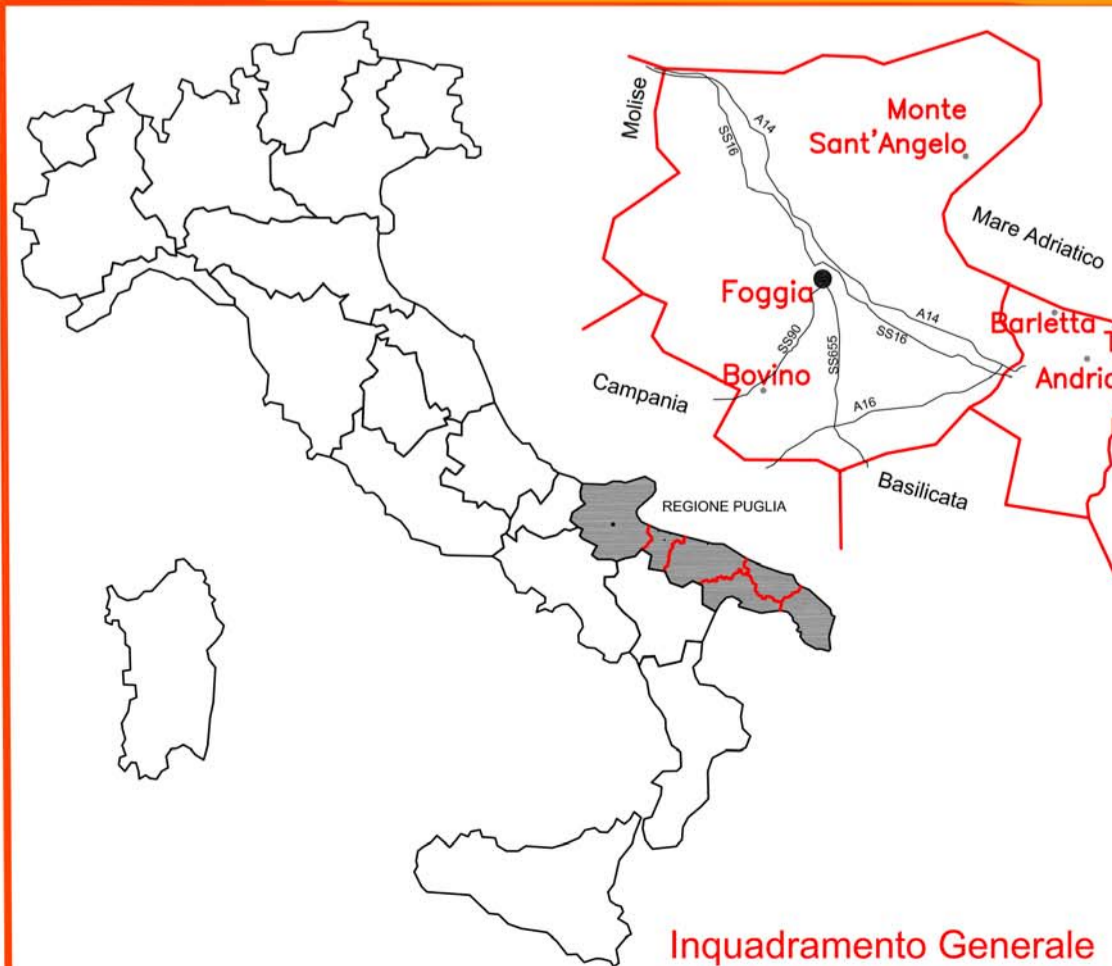 Molise
A14
SS16
Monte
Sant'Angelo
Mare Adriatico
Foggia
A14
SS16
Barletta
T
SS90
SS655
Bovino
Andria
Campania
A16
Basilicata
REGIONE PUGLIA
Inquadramento Generale